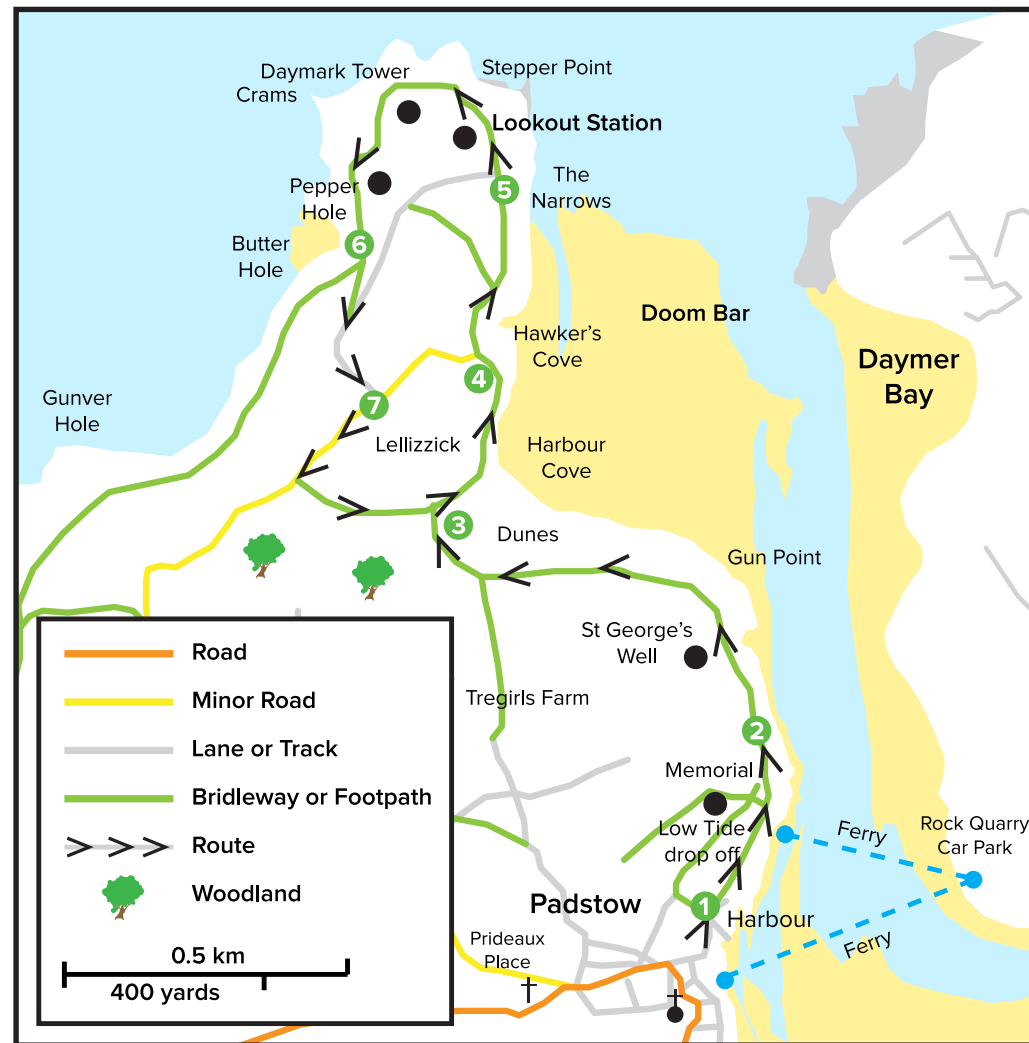 Daymark Tower
Stepper Point
Crams
Lookout Station
The
Narrows
5
Pepper
Hole
6
Butter
Hole
Doom Bar
Hawker's
Cove
Daymer
Bay
4
7
Gunver
Hole
Lellizzick
Harbour
Cove
3
Dunes
Gun Point
St George's
Well
Road
Minor Road
Tregirls Farm
2
Lane or Track
Memorial
Bridleway or Footpath
Low Tide
drop off
Ferry
Rock Quarry
Car Park
Route
Woodland
Padstow
1
Harbour
Prideaux
Place
Ferry
0.5 km
400 yards